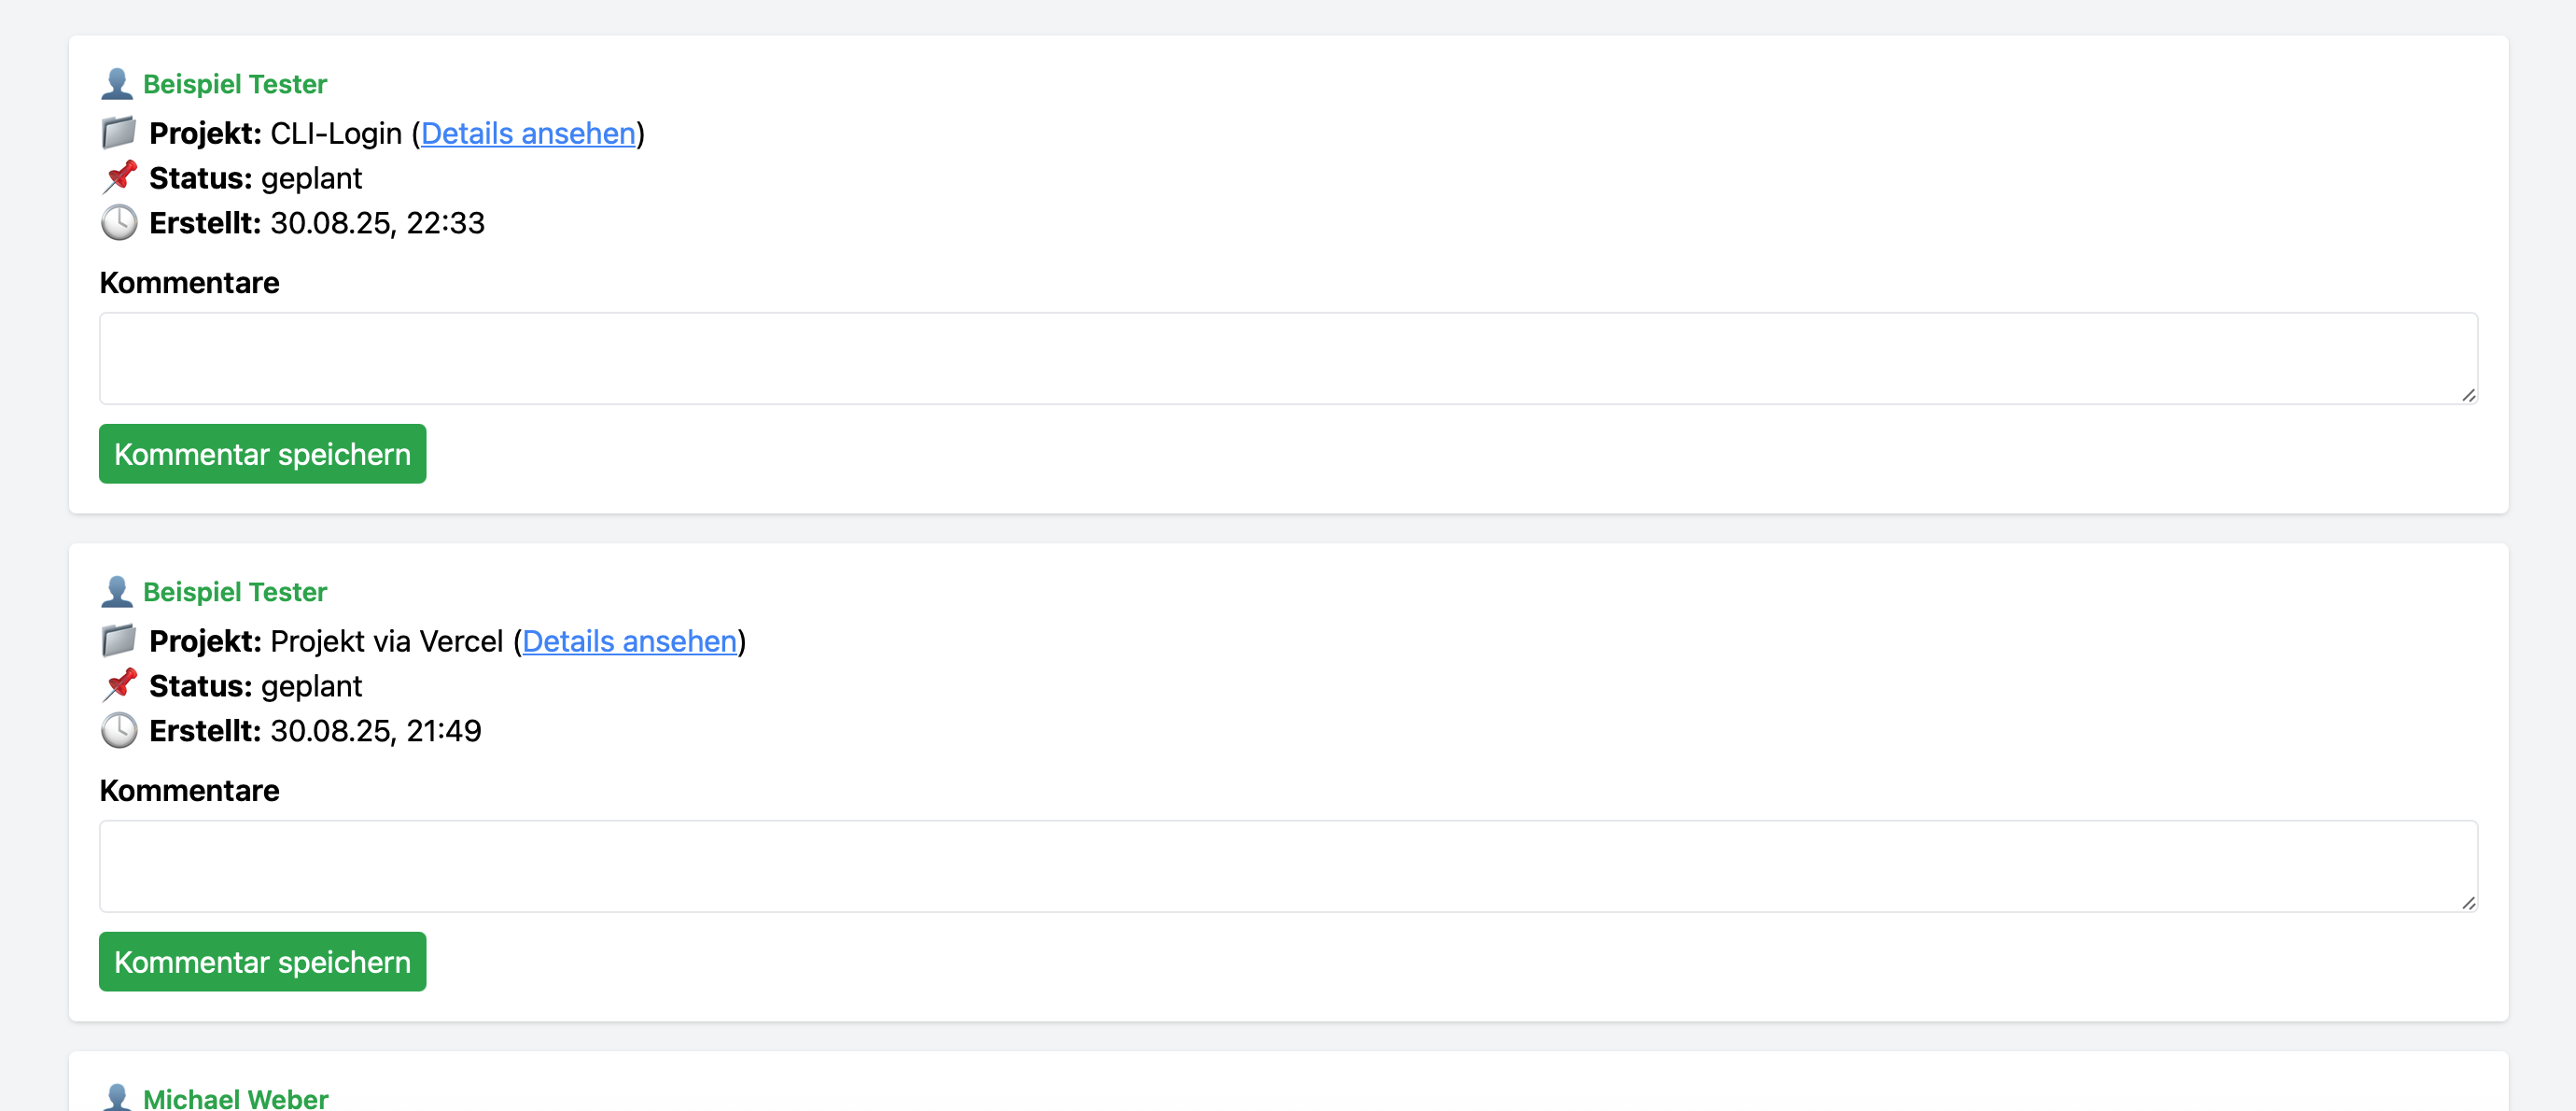 Beispiel Tester
Projekt: CLI-Login (Details ansehen)
Status: geplant
Erstellt: 30.08.25, 22:33
Kommentare
Kommentar speichern
Beispiel Tester
Projekt: Projekt via Vercel (Details ansehen)
Status: geplant
Erstellt: 30.08.25, 21:49
Kommentare
Kommentar speichern
Michael Weber